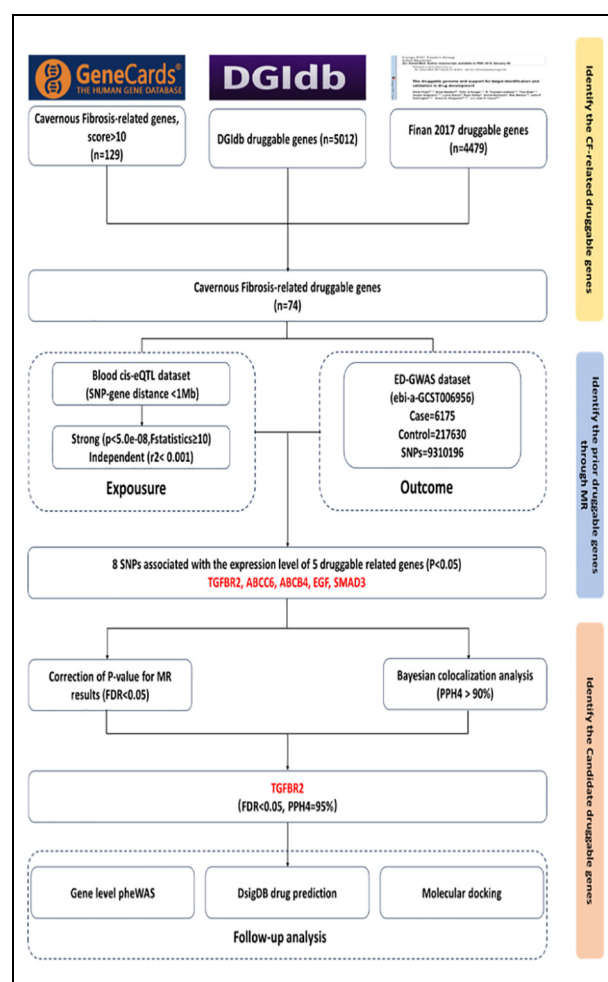 GeneCards®
THE HUMAN GENE DATABASE
DGIdb
The druggable genome and support for target identification and
validation in drug development
Cavernous Fibrosis-related genes,
score>10
(n=129)
DGIdb druggable genes (n=5012)
Finan 2017 druggable genes
(n=4479)
Identify the CF-related druggable genes
Cavernous Fibrosis-related druggable genes
(n=74)
Blood cis-eQTL dataset
(SNP-gene distance <1Mb)
Strong (p<5.0e-08,Fstatistics≥10)
Independent (r2< 0.001)
Expousure
ED-GWAS dataset
(ebi-a-GCST006956)
Case=6175
Control=217630
SNPs=9310196
Outcome
Identify the prior druggable genes
through MR
8 SNPs associated with the expression level of 5 druggable related genes (P<0.05)
TGFBR2, ABCC6, ABCB4, EGF, SMAD3
Correction of P-value for MR
results (FDR<0.05)
Bayesian colocalization analysis
(PPH4 > 90%)
Identify the Candidate druggable genes
TGFBR2
(FDR<0.05, PPH4=95%)
Gene level pheWAS
DsigDB drug prediction
Molecular docking
Follow-up analysis